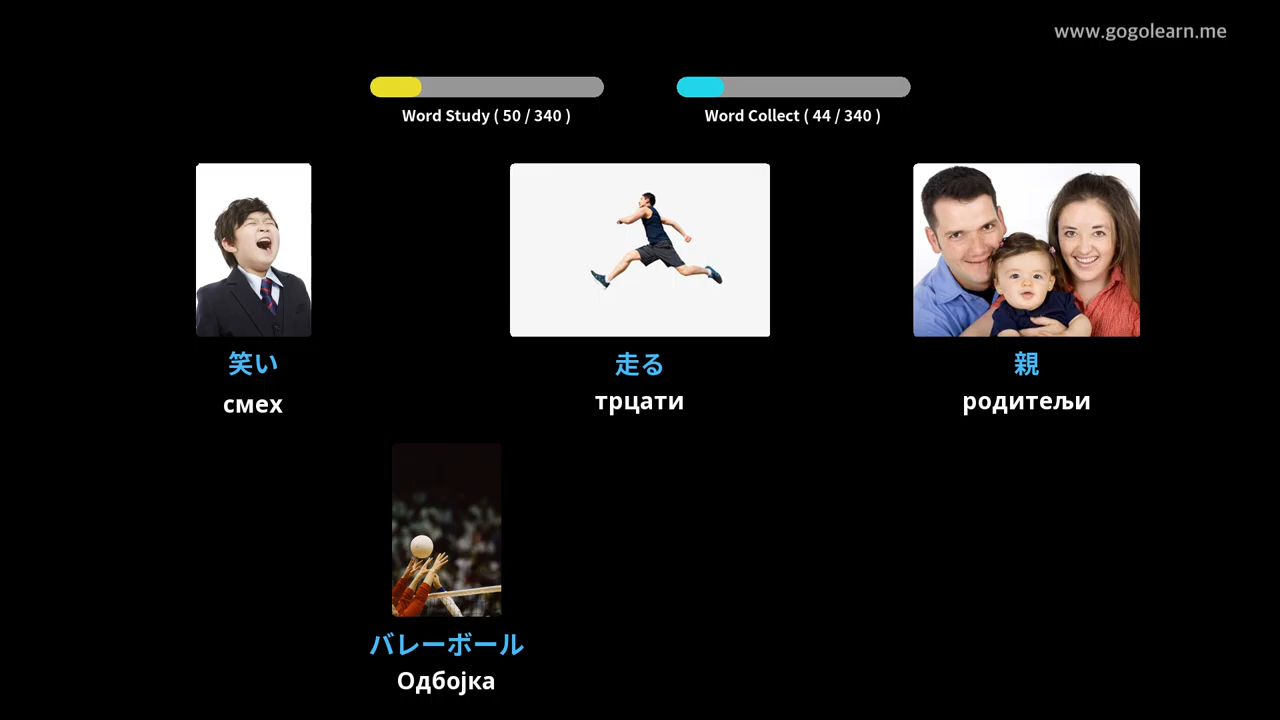 www.gogolearn.me
Word Study ( 50 / 340 )
Word Collect ( 44 / 340 )
笑い
смех
走る
трцати
親
родитељи
バレーボール
Одбојка